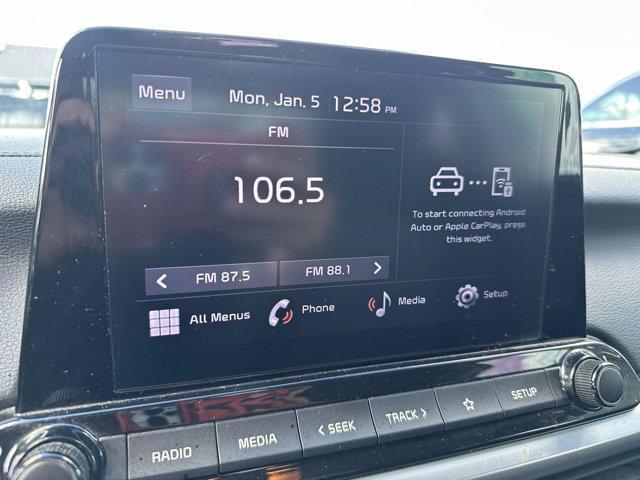 Menu
Mon, Jan. 5 12:58 PM
FM
106.5
To start connecting Android
Auto or Apple CarPlay, press
this widget.
< FM 87.5
FM 88.1 >
All Menus
Phone
Media
Setup
RADIO
MEDIA
< SEEK
TRACK >
SETUP